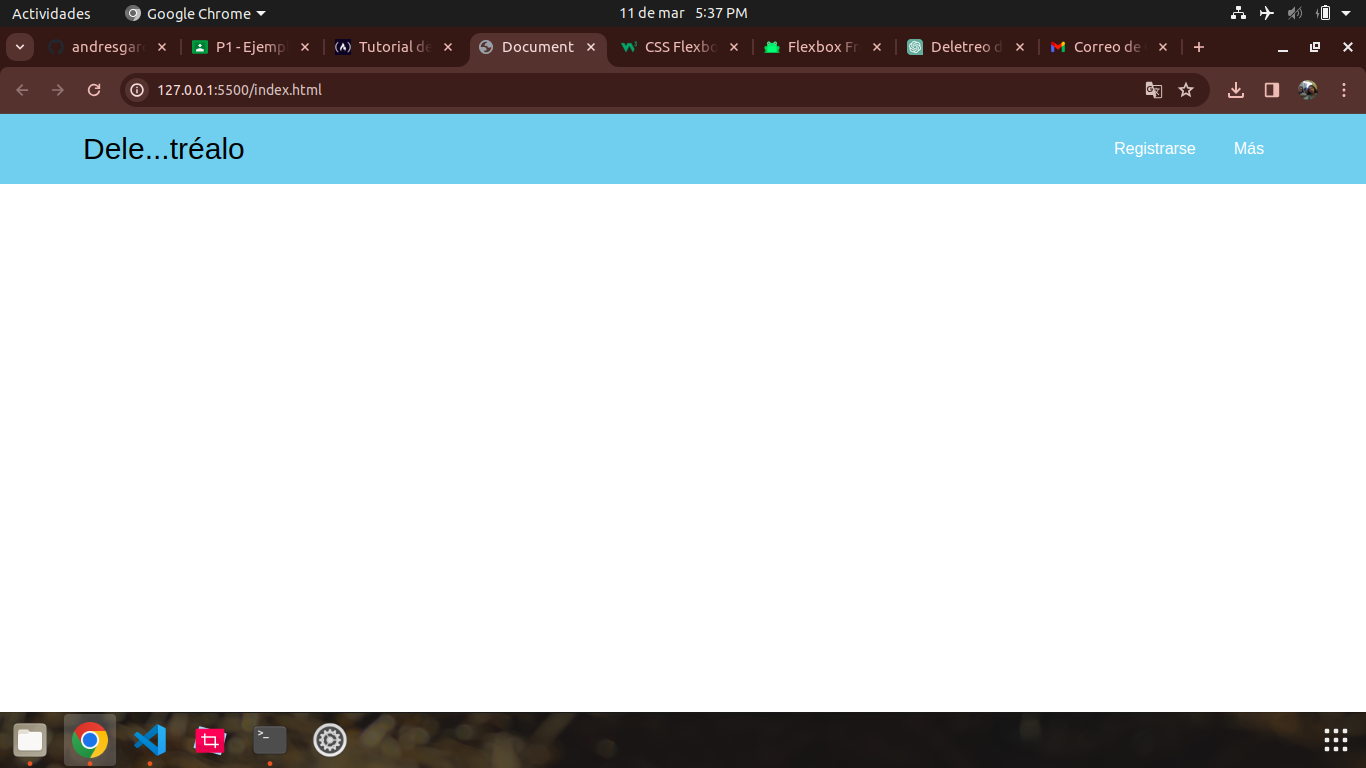 Actividades
Google Chrome
11 de mar 5:37 PM
andresgar
P1 - Ejemp
Tutorial de
Document
CSS Flexbo
Flexbox Fr
Deletreo d
Correo de
127.0.0.1:5500/index.html
Dele...tréalo
Registrarse
Más